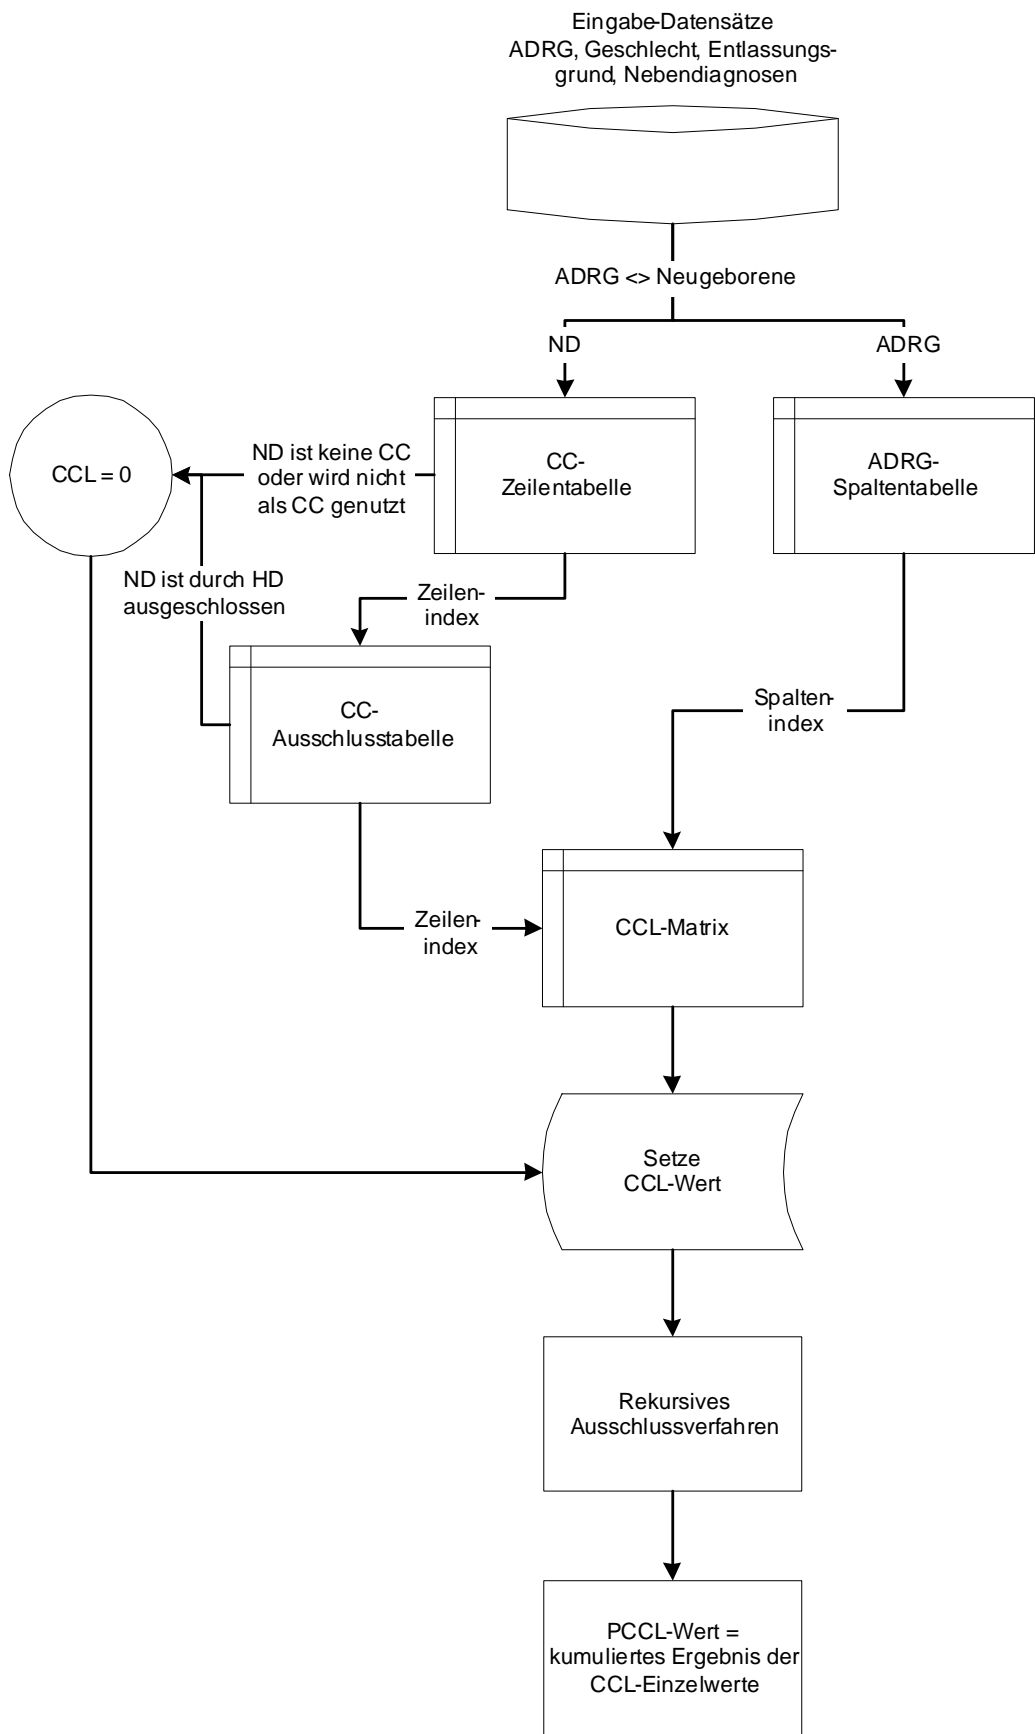 Eingabe-Datensätze
ADRG, Geschlecht, Entlassungs-
grund, Nebendiagnosen
ADRG <> Neugeborene
ND
ADRG
CCL = 0
ND ist keine CC
oder wird nicht
als CC genutzt
CC-
Zeilentabelle
ADRG-
Spaltentabelle
ND ist durch HD
ausgeschlossen
Zeilen-
index
CC-
Ausschlusstabelle
Spalten-
index
Zeilen-
index
CCL-Matrix
Setze
CCL-Wert
Rekursives
Ausschlussverfahren
PCCL-Wert =
kumuliertes Ergebnis der
CCL-Einzelwerte